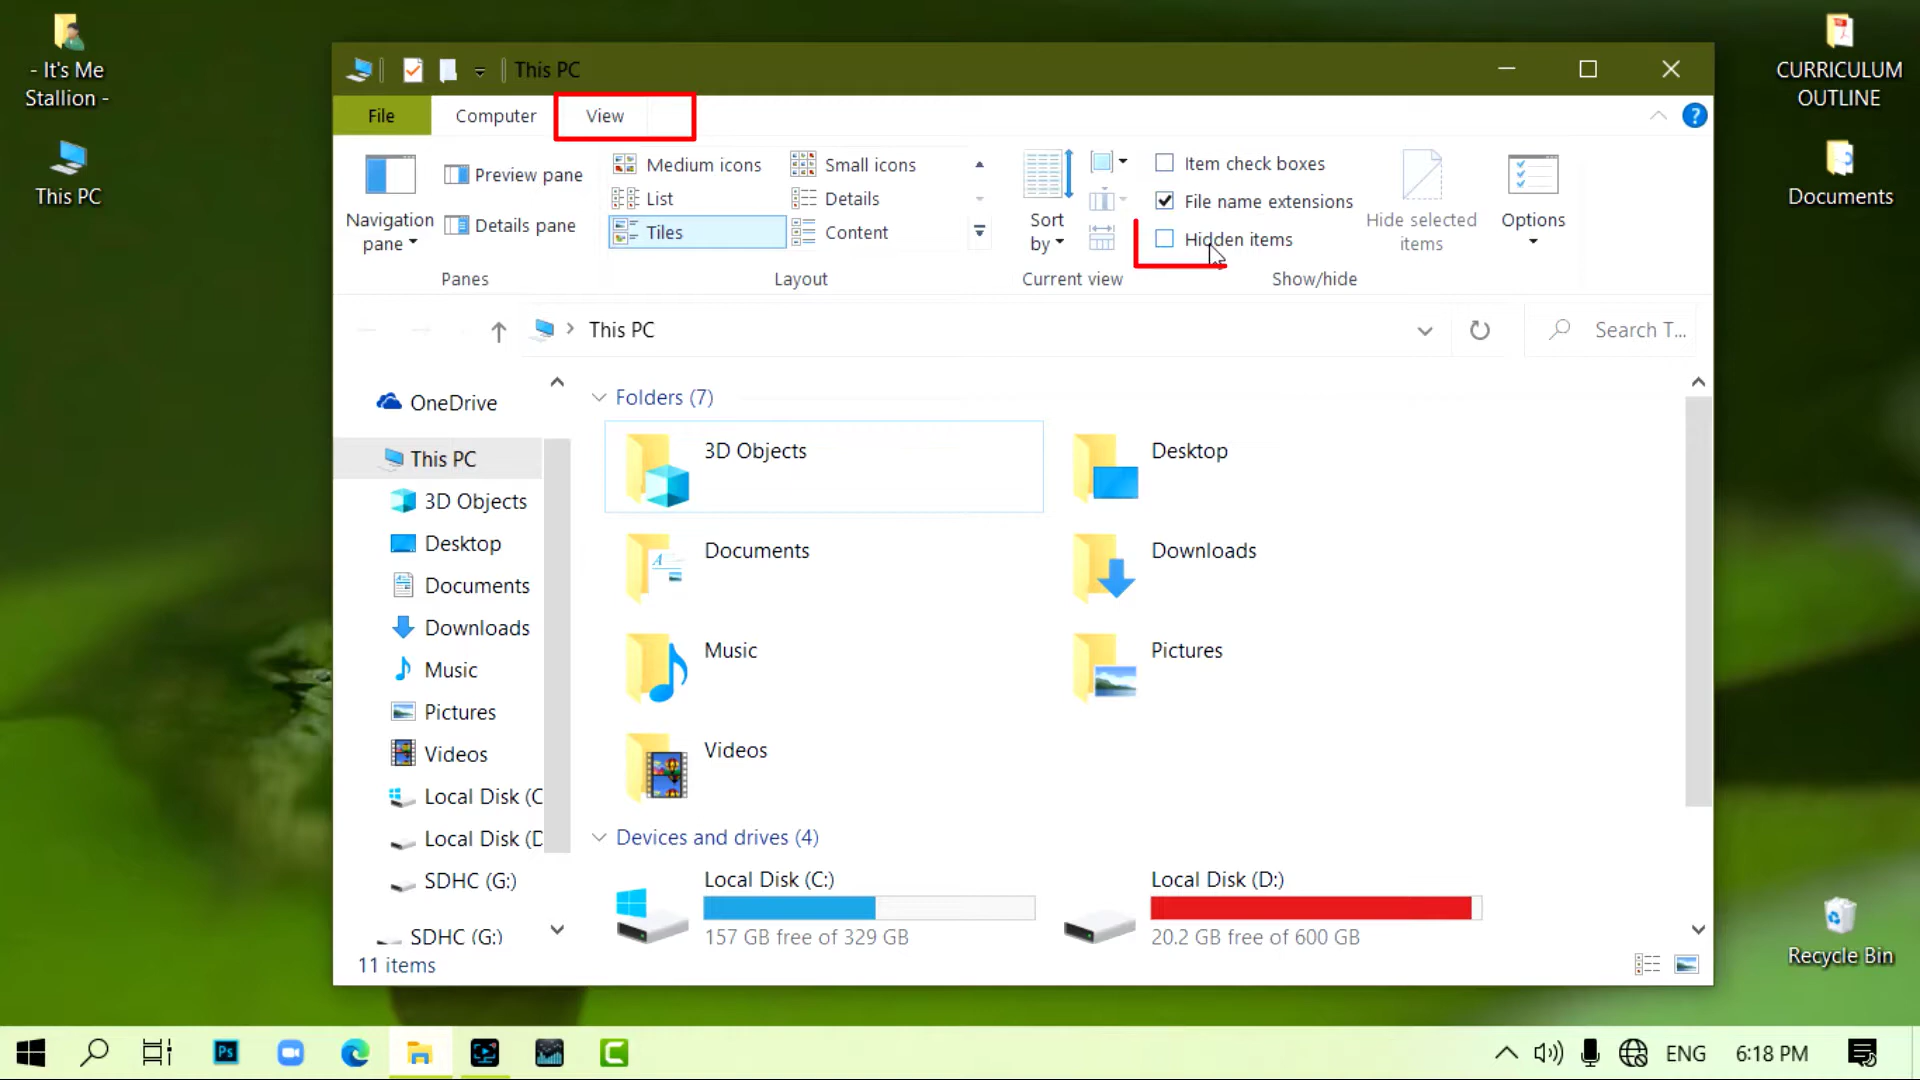 - It's Me
Stallion -
This PC
CURRICULUM
OUTLINE
Documents
Recycle Bin
This PC
File
Computer
View
?
Navigation
pane
Preview pane
Details pane
Panes
Medium icons
Small icons
List
Details
Tiles
Content
Layout
Sort
by
Current view
Item check boxes
File name extensions
Hidden items
Hide selected
items
Show/hide
Options
This PC
Search T...
OneDrive
This PC
3D Objects
Desktop
Documents
Downloads
Music
Pictures
Videos
Local Disk (C
Local Disk (D
SDHC (G:)
SDHC (G:)
Folders (7)
3D Objects
Desktop
Documents
Downloads
Music
Pictures
Videos
Devices and drives (4)
Local Disk (C:)
157 GB free of 329 GB
Local Disk (D:)
20.2 GB free of 600 GB
11 items
Ps
ENG
6:18 PM